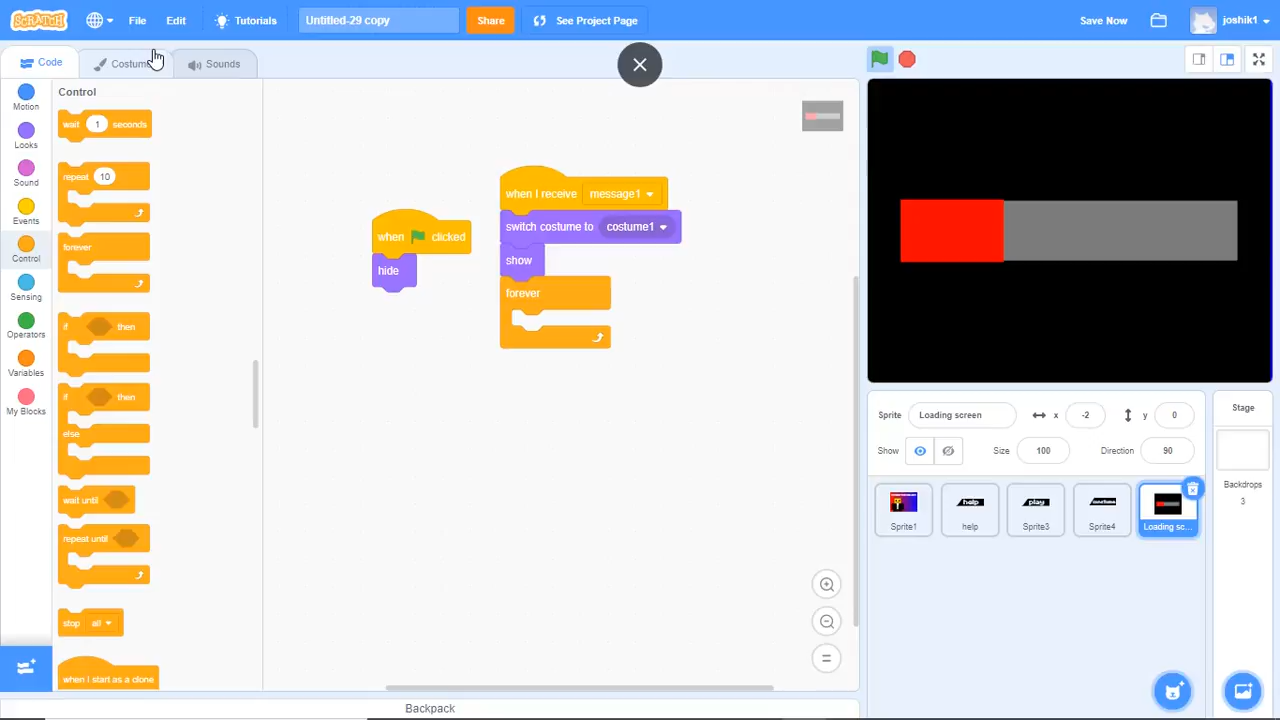 SCRATCH File Edit Tutorials Untitled-29 copy Share See Project Page Save Now joshik1
Code Costum Sounds
Motion
Looks
Sound
Events
Control
Sensing
Operators
Variables
My Blocks
Control
wait 1 seconds
repeat 10
forever
if then
if then
else
wait until
repeat until
stop all
when I start as a clone
when clicked
hide
when I receive message1
switch costume to costume1
show
forever
Backpack
Sprite Loading screen x -2 y 0
Show Size 100 Direction 90
help play
Sprite1 help Sprite3 Sprite4 Loading sc...
Stage
Backdrops
3